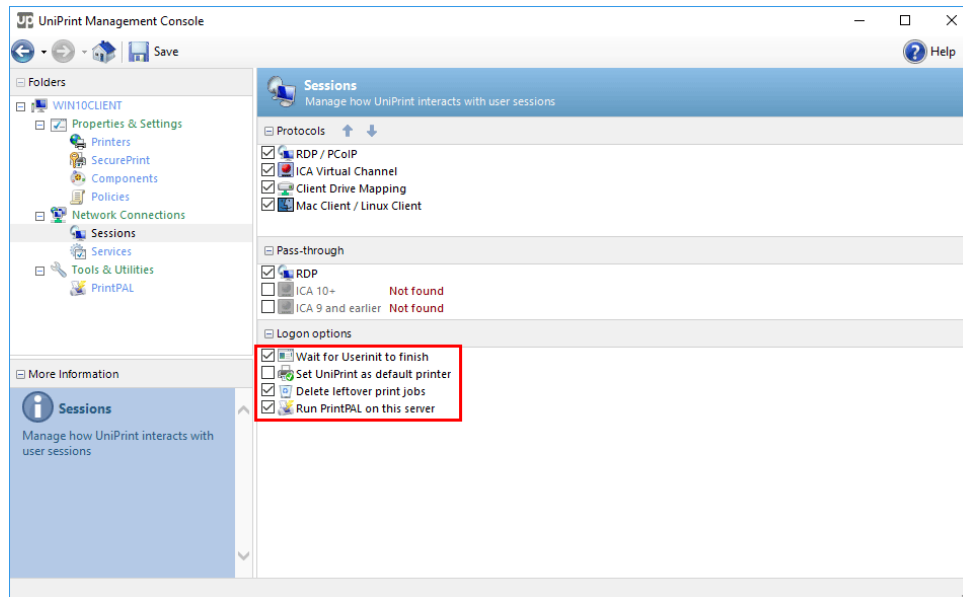 UP UniPrint Management Console
Save
Help
Folders
WIN10CLIENT
Properties & Settings
Printers
SecurePrint
Components
Policies
Network Connections
Sessions
Services
Tools & Utilities
PrintPAL
More Information
Sessions
Manage how UniPrint interacts with
user sessions
Sessions
Manage how UniPrint interacts with user sessions
Protocols
RDP / PCoIP
ICA Virtual Channel
Client Drive Mapping
Mac Client / Linux Client
Pass-through
RDP
ICA 10+ Not found
ICA 9 and earlier Not found
Logon options
Wait for Userinit to finish
Set UniPrint as default printer
Delete leftover print jobs
Run PrintPAL on this server